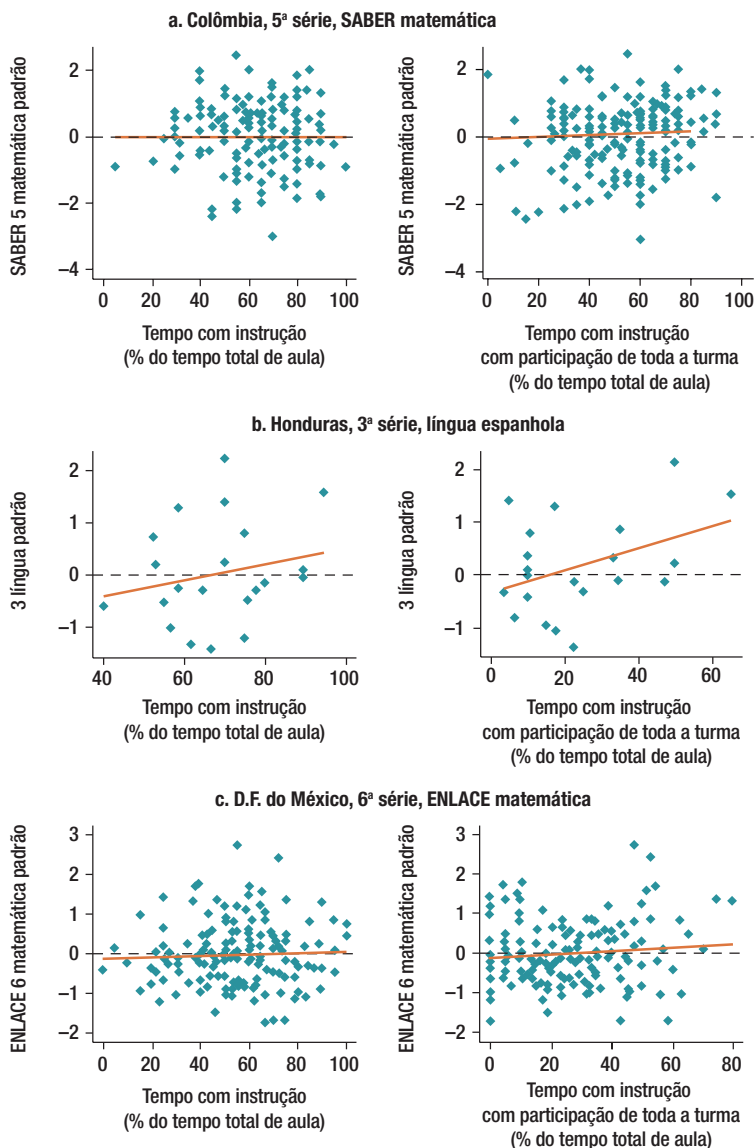 a. Colômbia, 5ª série, SABER matemática
SABER 5 matemática padrão
2
0
−2
−4
0 20 40 60 80 100
Tempo com instrução
(% do tempo total de aula)
SABER 5 matemática padrão
2
0
−2
−4
0 20 40 60 80 100
Tempo com instrução
com participação de toda a turma
(% do tempo total de aula)
b. Honduras, 3ª série, língua espanhola
3 língua padrão
2
1
0
−1
40 60 80 100
Tempo com instrução
(% do tempo total de aula)
3 língua padrão
2
1
0
−1
0 20 40 60
Tempo com instrução
com participação de toda a turma
(% do tempo total de aula)
c. D.F. do México, 6ª série, ENLACE matemática
ENLACE 6 matemática padrão
3
2
1
0
−1
−2
0 20 40 60 80 100
Tempo com instrução
(% do tempo total de aula)
ENLACE 6 matemática padrão
3
2
1
0
−1
−2
0 20 40 60 80
Tempo com instrução
com participação de toda a turma
(% do tempo total de aula)